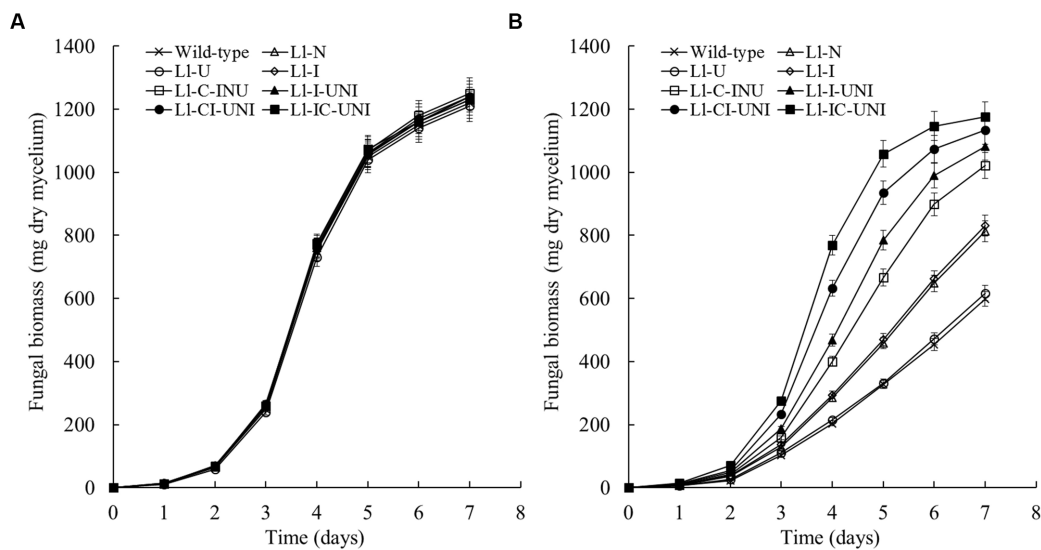 A
B
Fungal biomass (mg dry mycelium)
1400
1200
1000
800
600
400
200
0
Wild-type
Ll-N
Ll-U
Ll-I
Ll-C-INU
Ll-I-UNI
Ll-CI-UNI
Ll-IC-UNI
0 1 2 3 4 5 6 7 8
Time (days)
Fungal biomass (mg dry mycelium)
1400
1200
1000
800
600
400
200
0
Wild-type
Ll-N
Ll-U
Ll-I
Ll-C-INU
Ll-I-UNI
Ll-CI-UNI
Ll-IC-UNI
0 1 2 3 4 5 6 7 8
Time (days)